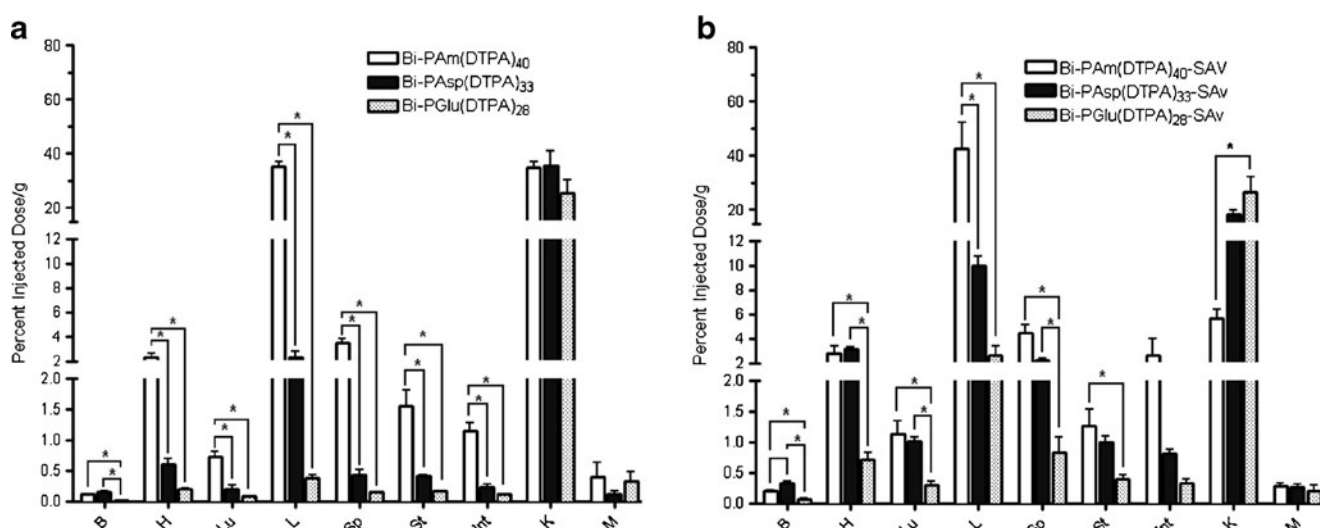 a
Percent Injected Dose/g
80
60
40
20
12
10
8
6
4
2
2.0
1.5
1.0
0.5
0.0
Bi-PAm(DTPA)₄₀
Bi-PAsp(DTPA)₃₃
Bi-PGlu(DTPA)₂₈
* * * * * * * * * * * * * *
B H Lu L Sp St Int K M
b
Percent Injected Dose/g
80
60
40
20
12
10
8
6
4
2
2.0
1.5
1.0
0.5
0.0
Bi-PAm(DTPA)₄₀-SAV
Bi-PAsp(DTPA)₃₃-SAv
Bi-PGlu(DTPA)₂₈-SAv
* * * * * * * * * * * *
B H Lu L Sp St Int K M